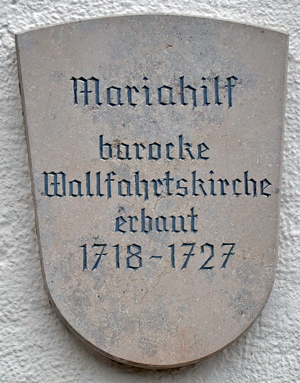 Mariahilf
barocke
Wallfahrtskirche
erbaut
1718-1727